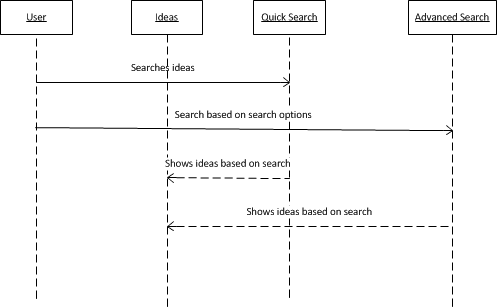 User
Ideas
Quick Search
Advanced Search
Searches ideas
Search based on search options
Shows ideas based on search
Shows ideas based on search